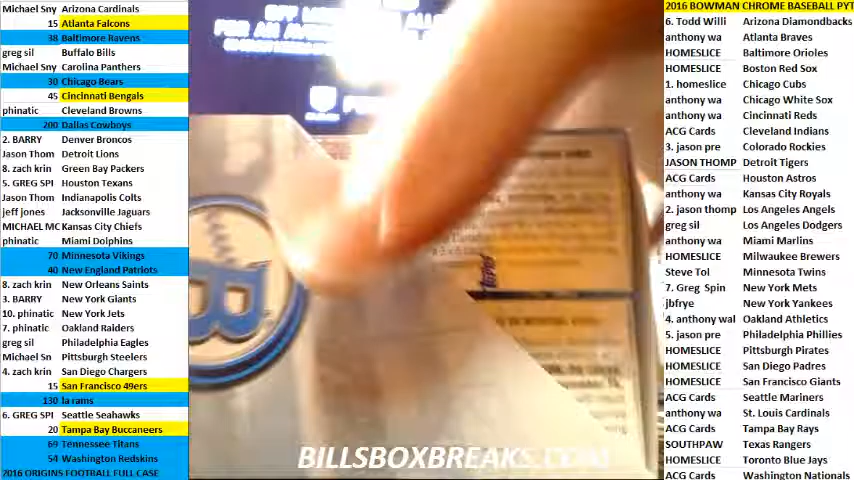 Michael Sny Arizona Cardinals
15 Atlanta Falcons
38 Baltimore Ravens
greg sil Buffalo Bills
Michael Sny Carolina Panthers
30 Chicago Bears
45 Cincinnati Bengals
phinatic Cleveland Browns
200 Dallas Cowboys
2. BARRY Denver Broncos
Jason Thom Detroit Lions
8. zach krin Green Bay Packers
5. GREG SPI Houston Texans
Jason Thom Indianapolis Colts
jeff jones Jacksonville Jaguars
MICHAEL MC Kansas City Chiefs
phinatic Miami Dolphins
70 Minnesota Vikings
40 New England Patriots
8. zach krin New Orleans Saints
3. BARRY New York Giants
10. phinatic New York Jets
7. phinatic Oakland Raiders
greg sil Philadelphia Eagles
Michael Sn Pittsburgh Steelers
4. zach krin San Diego Chargers
15 San Francisco 49ers
130 la rams
6. GREG SPI Seattle Seahawks
20 Tampa Bay Buccaneers
69 Tennessee Titans
54 Washington Redskins
2016 ORIGINS FOOTBALL FULL CASE
FOR AN
B
topps
BILLSBOXBREAKS.COM
2016 BOWMAN CHROME BASEBALL PYT
6. Todd Willi Arizona Diamondbacks
anthony wa Atlanta Braves
HOMESLICE Baltimore Orioles
HOMESLICE Boston Red Sox
1. homeslice Chicago Cubs
anthony wa Chicago White Sox
anthony wa Cincinnati Reds
ACG Cards Cleveland Indians
3. jason pre Colorado Rockies
JASON THOMP Detroit Tigers
ACG Cards Houston Astros
anthony wa Kansas City Royals
2. jason thomp Los Angeles Angels
greg sil Los Angeles Dodgers
anthony wa Miami Marlins
HOMESLICE Milwaukee Brewers
Steve Tol Minnesota Twins
7. Greg Spin New York Mets
jbfrye New York Yankees
4. anthony wal Oakland Athletics
5. jason pre Philadelphia Phillies
HOMESLICE Pittsburgh Pirates
HOMESLICE San Diego Padres
HOMESLICE San Francisco Giants
ACG Cards Seattle Mariners
anthony wa St. Louis Cardinals
ACG Cards Tampa Bay Rays
SOUTHPAW Texas Rangers
HOMESLICE Toronto Blue Jays
ACG Cards Washington Nationals